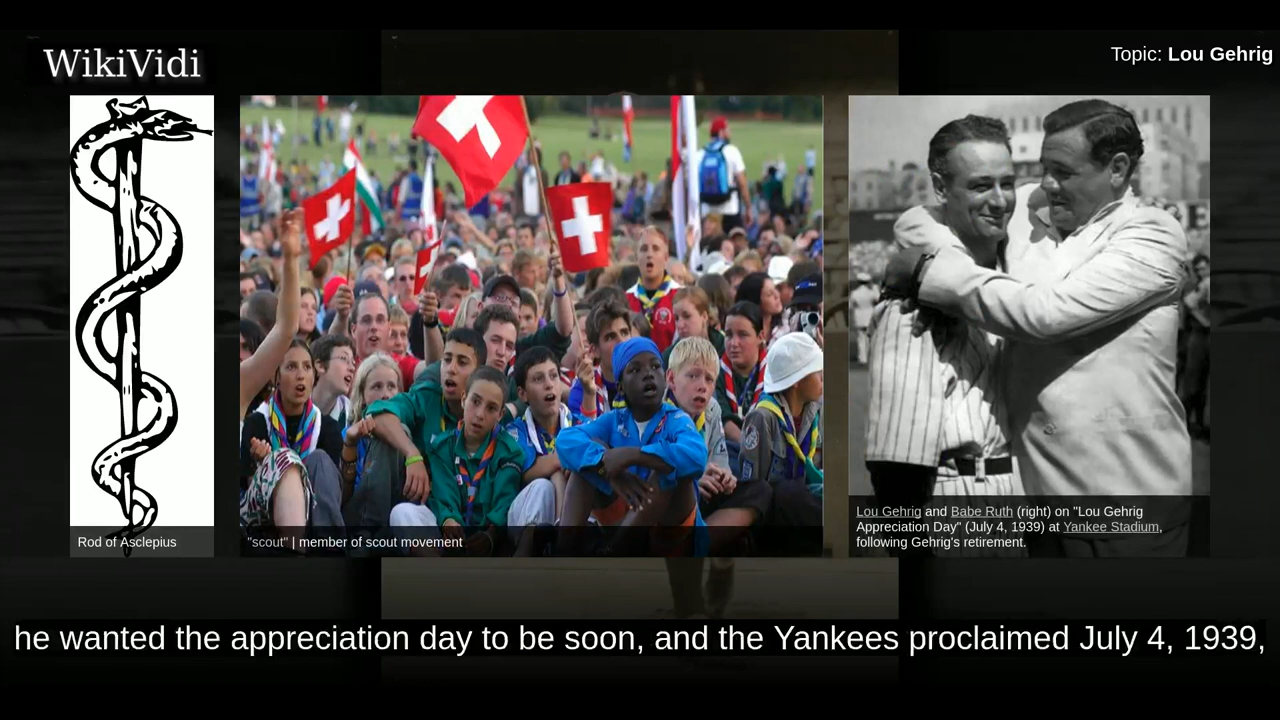 WikiVidi
Topic: Lou Gehrig
Rod of Asclepius
"scout" | member of scout movement
Lou Gehrig and Babe Ruth (right) on "Lou Gehrig
Appreciation Day" (July 4, 1939) at Yankee Stadium,
following Gehrig's retirement.
he wanted the appreciation day to be soon, and the Yankees proclaimed July 4, 1939,